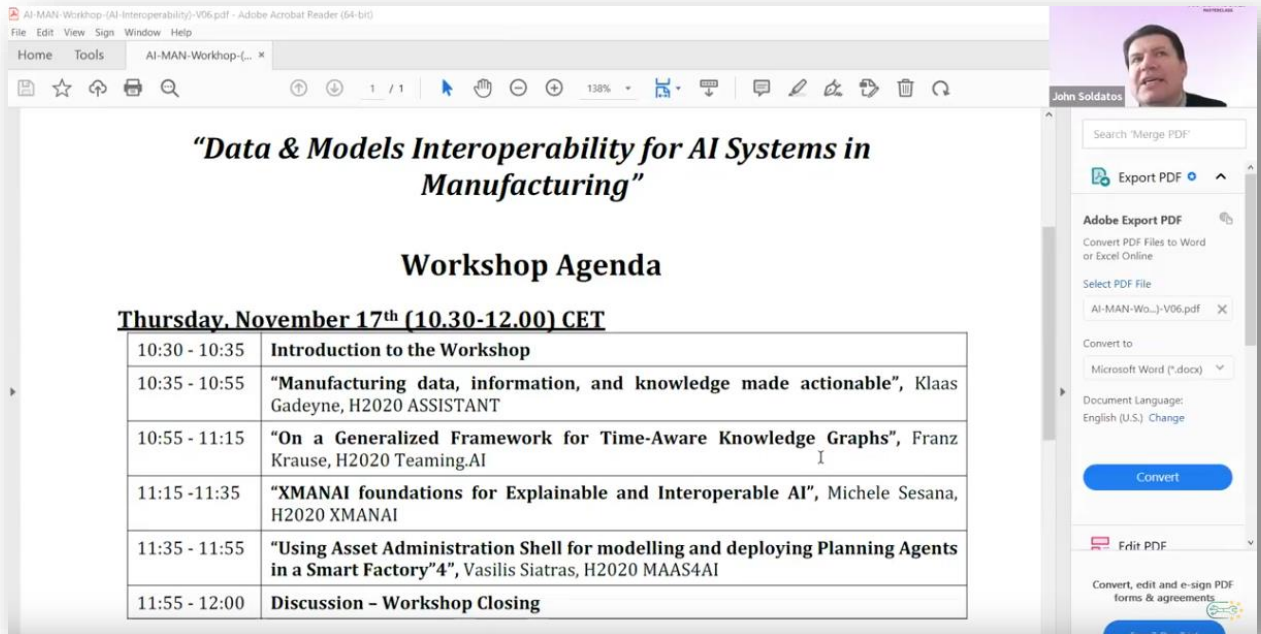 AI-MAN-Workhop-(AI-Interoperability)-V06.pdf - Adobe Acrobat Reader (64-bit)
File Edit View Sign Window Help
Home Tools AI-MAN-Workhop-(... ×
1 / 1 138%
John Soldatos
"Data & Models Interoperability for AI Systems in
Manufacturing"
Workshop Agenda
Thursday, November 17th (10.30-12.00) CET
10:30 - 10:35 Introduction to the Workshop
10:35 - 10:55 "Manufacturing data, information, and knowledge made actionable", Klaas
Gadeyne, H2020 ASSISTANT
10:55 - 11:15 "On a Generalized Framework for Time-Aware Knowledge Graphs", Franz
Krause, H2020 Teaming.AI
11:15 -11:35 "XMANAI foundations for Explainable and Interoperable AI", Michele Sesana,
H2020 XMANAI
11:35 - 11:55 "Using Asset Administration Shell for modelling and deploying Planning Agents
in a Smart Factory"4", Vasilis Siatras, H2020 MAAS4AI
11:55 - 12:00 Discussion – Workshop Closing
Search 'Merge PDF'
Export PDF
Adobe Export PDF
Convert PDF Files to Word
or Excel Online
Select PDF File
AI-MAN-Wo...)-V06.pdf
Convert to
Microsoft Word (*.docx)
Document Language:
English (U.S.) Change
Convert
Edit PDF
Convert, edit and e-sign PDF
forms & agreements